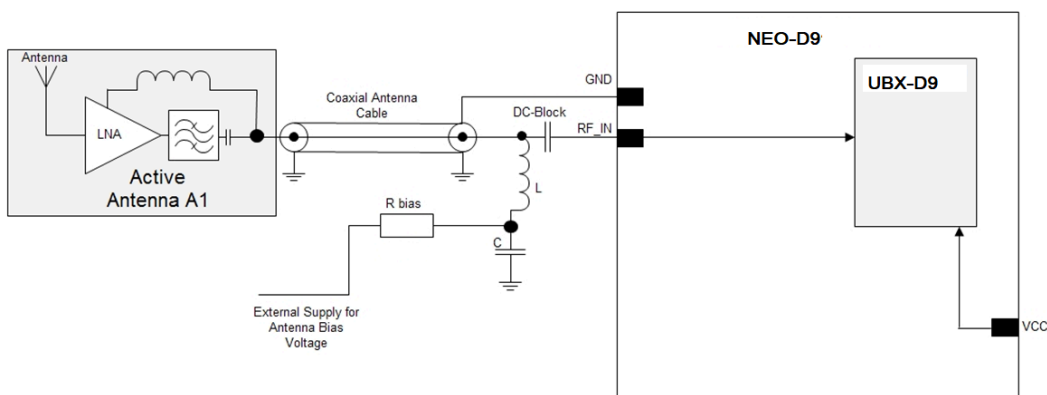 NEO-D9
Antenna
UBX-D9
GND
Coaxial Antenna
Cable
DC-Block
LNA
RF_IN
Active
Antenna A1
L
R bias
C
External Supply for
Antenna Bias
Voltage
VCC